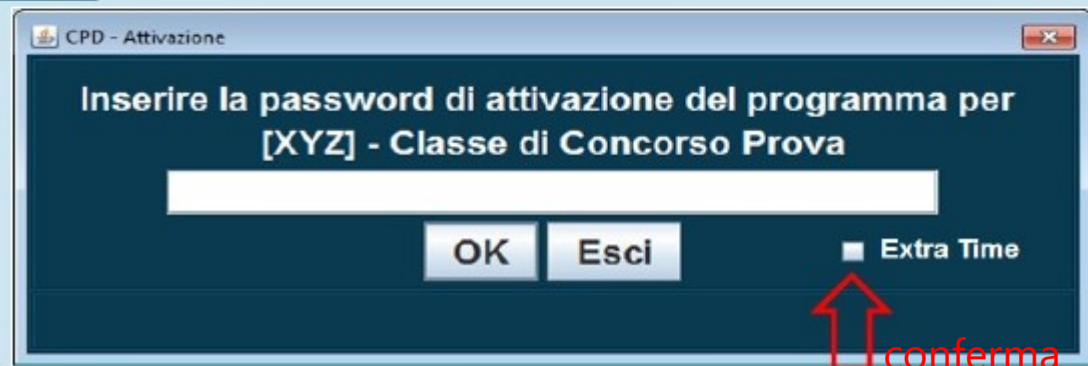 CPD - Attivazione
Inserire la password di attivazione del programma per
[XYZ] - Classe di Concorso Prova
OK Esci Extra Time
conferma